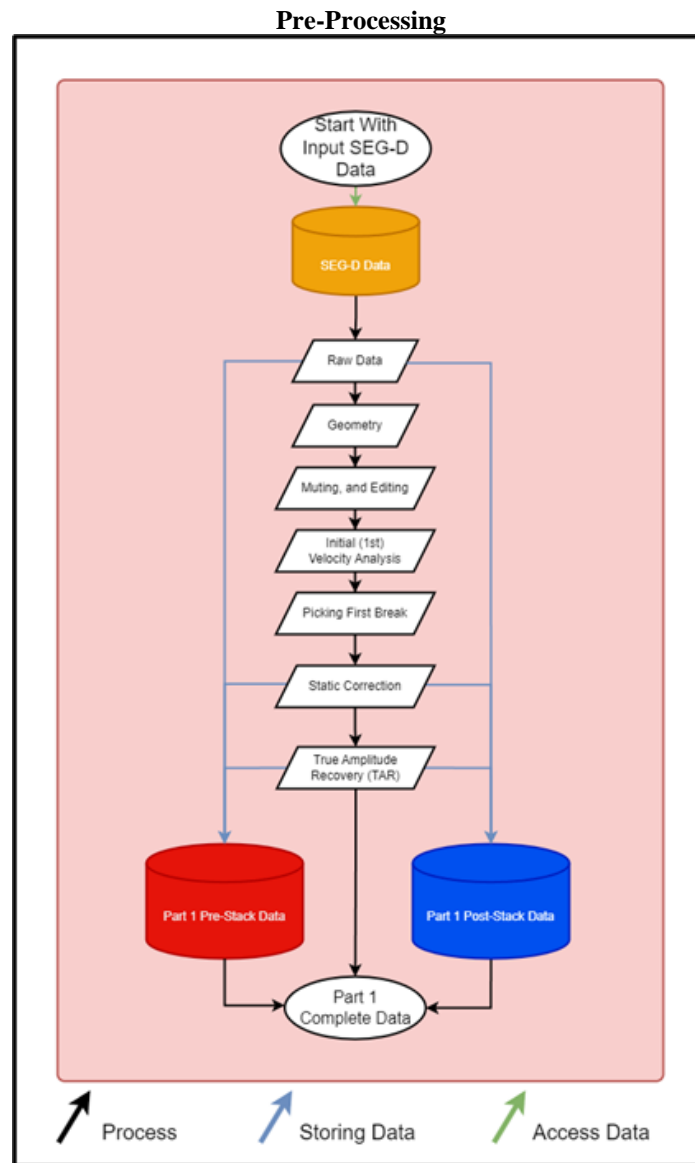 Pre-Processing
Start With
Input SEG-D
Data
SEG-D Data
Raw Data
Geometry
Muting, and Editing
Initial (1st)
Velocity Analysis
Picking First Break
Static Correction
True Amplitude
Recovery (TAR)
Part 1 Pre-Stack Data
Part 1 Post-Stack Data
Part 1
Complete Data
Process
Storing Data
Access Data